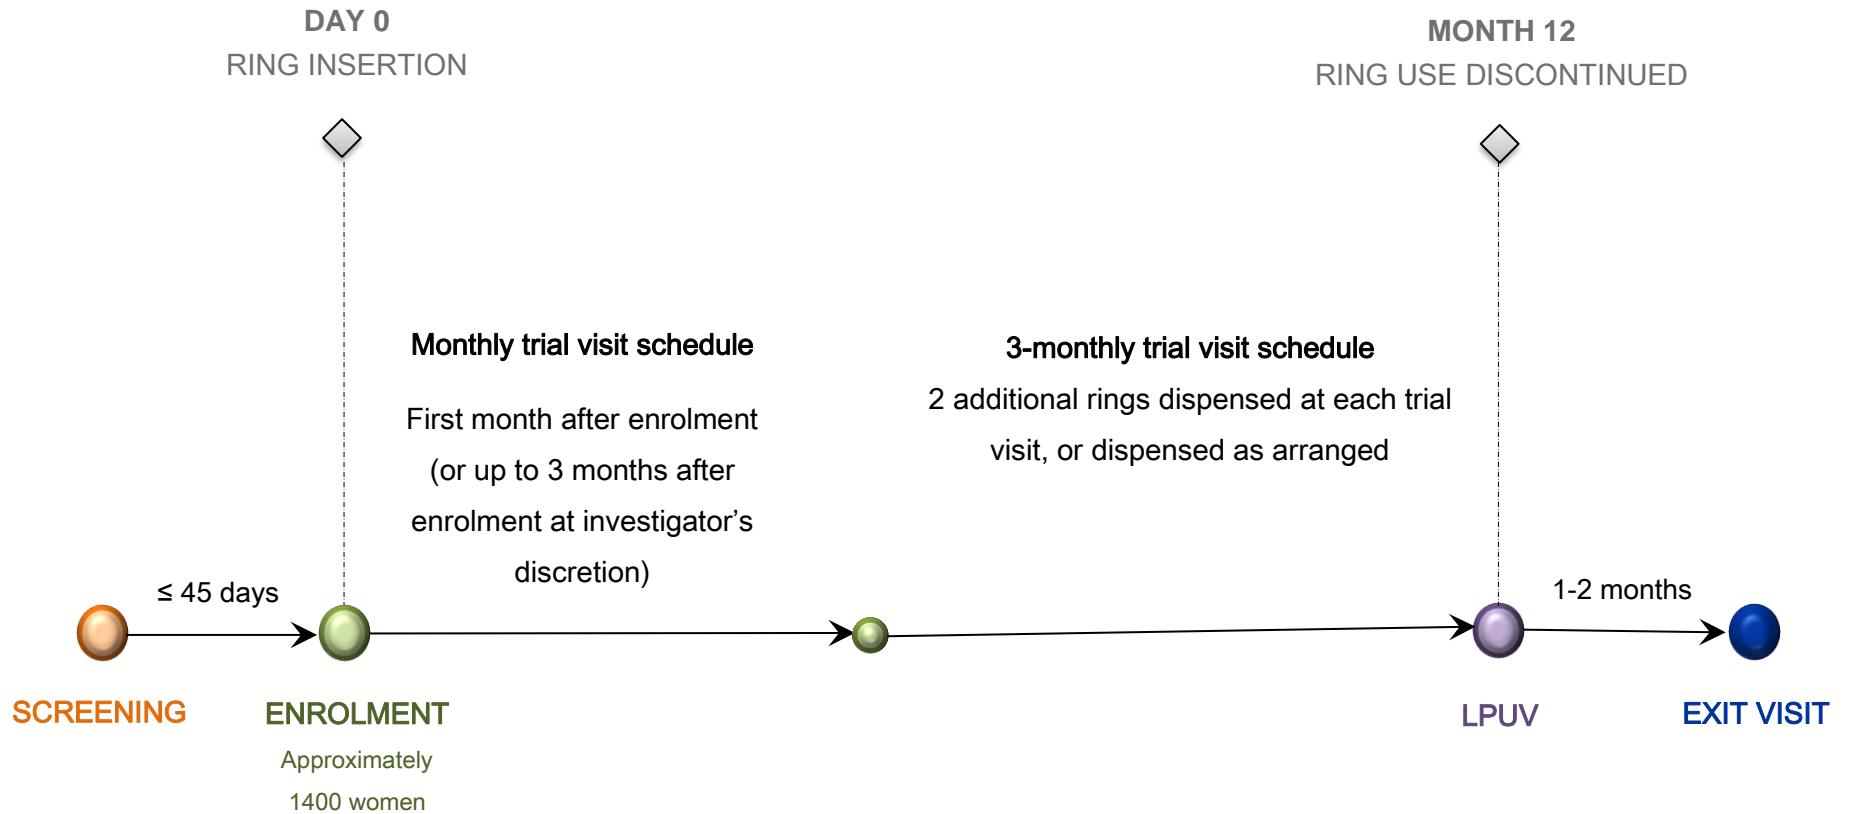 DAY 0
RING INSERTION
MONTH 12
RING USE DISCONTINUED
Monthly trial visit schedule
First month after enrolment
(or up to 3 months after
enrolment at investigator’s
discretion)
3-monthly trial visit schedule
2 additional rings dispensed at each trial
visit, or dispensed as arranged
≤ 45 days
1-2 months
SCREENING
ENROLMENT
Approximately
1400 women
LPUV
EXIT VISIT